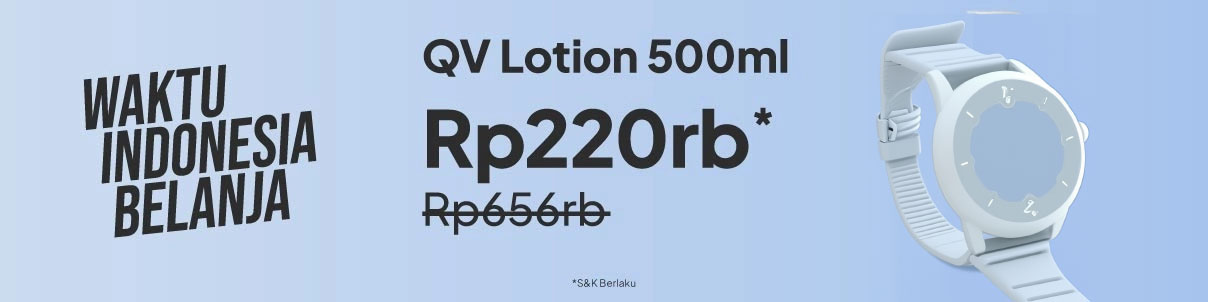 WAKTU
INDONESIA
BELANJA
QV Lotion 500ml
Rp220rb*
Rp656rb
*S&K Berlaku